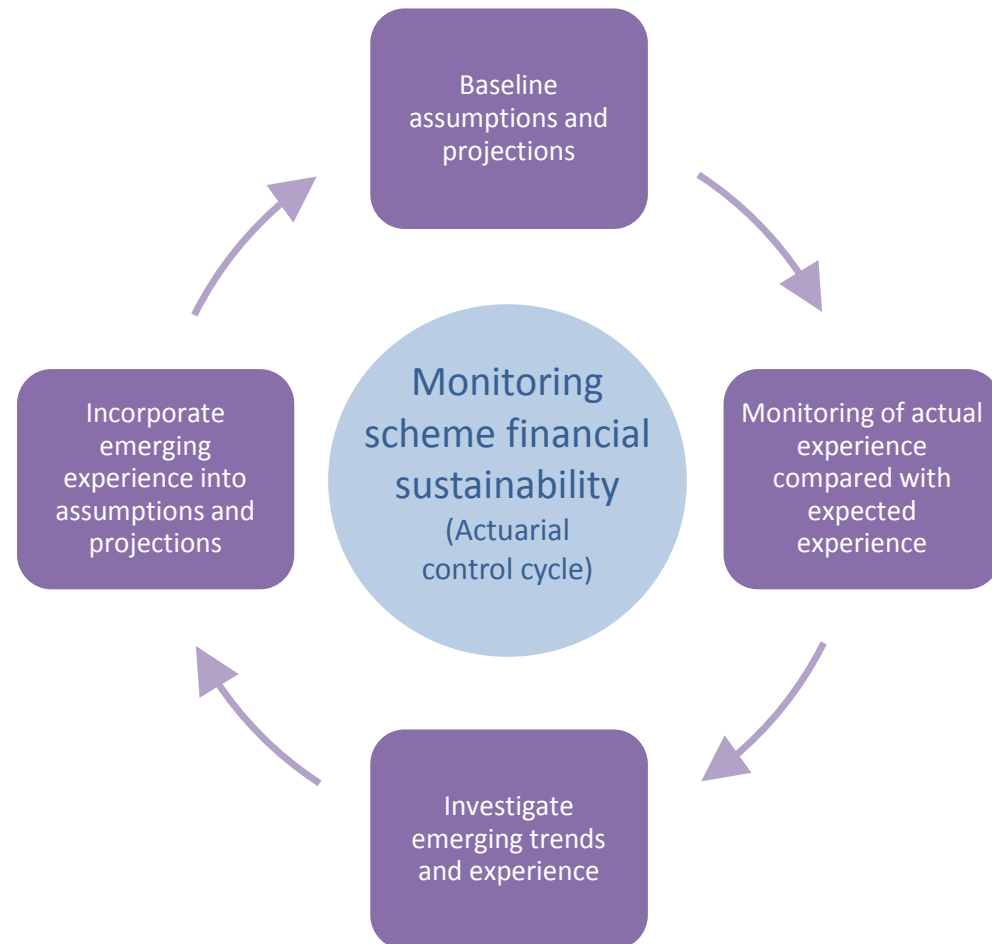 Baseline
assumptions and
projections
Monitoring
scheme financial
sustainability
(Actuarial
control cycle)
Incorporate
emerging
experience into
assumptions and
projections
Monitoring of actual
experience
compared with
expected
experience
Investigate
emerging trends
and experience